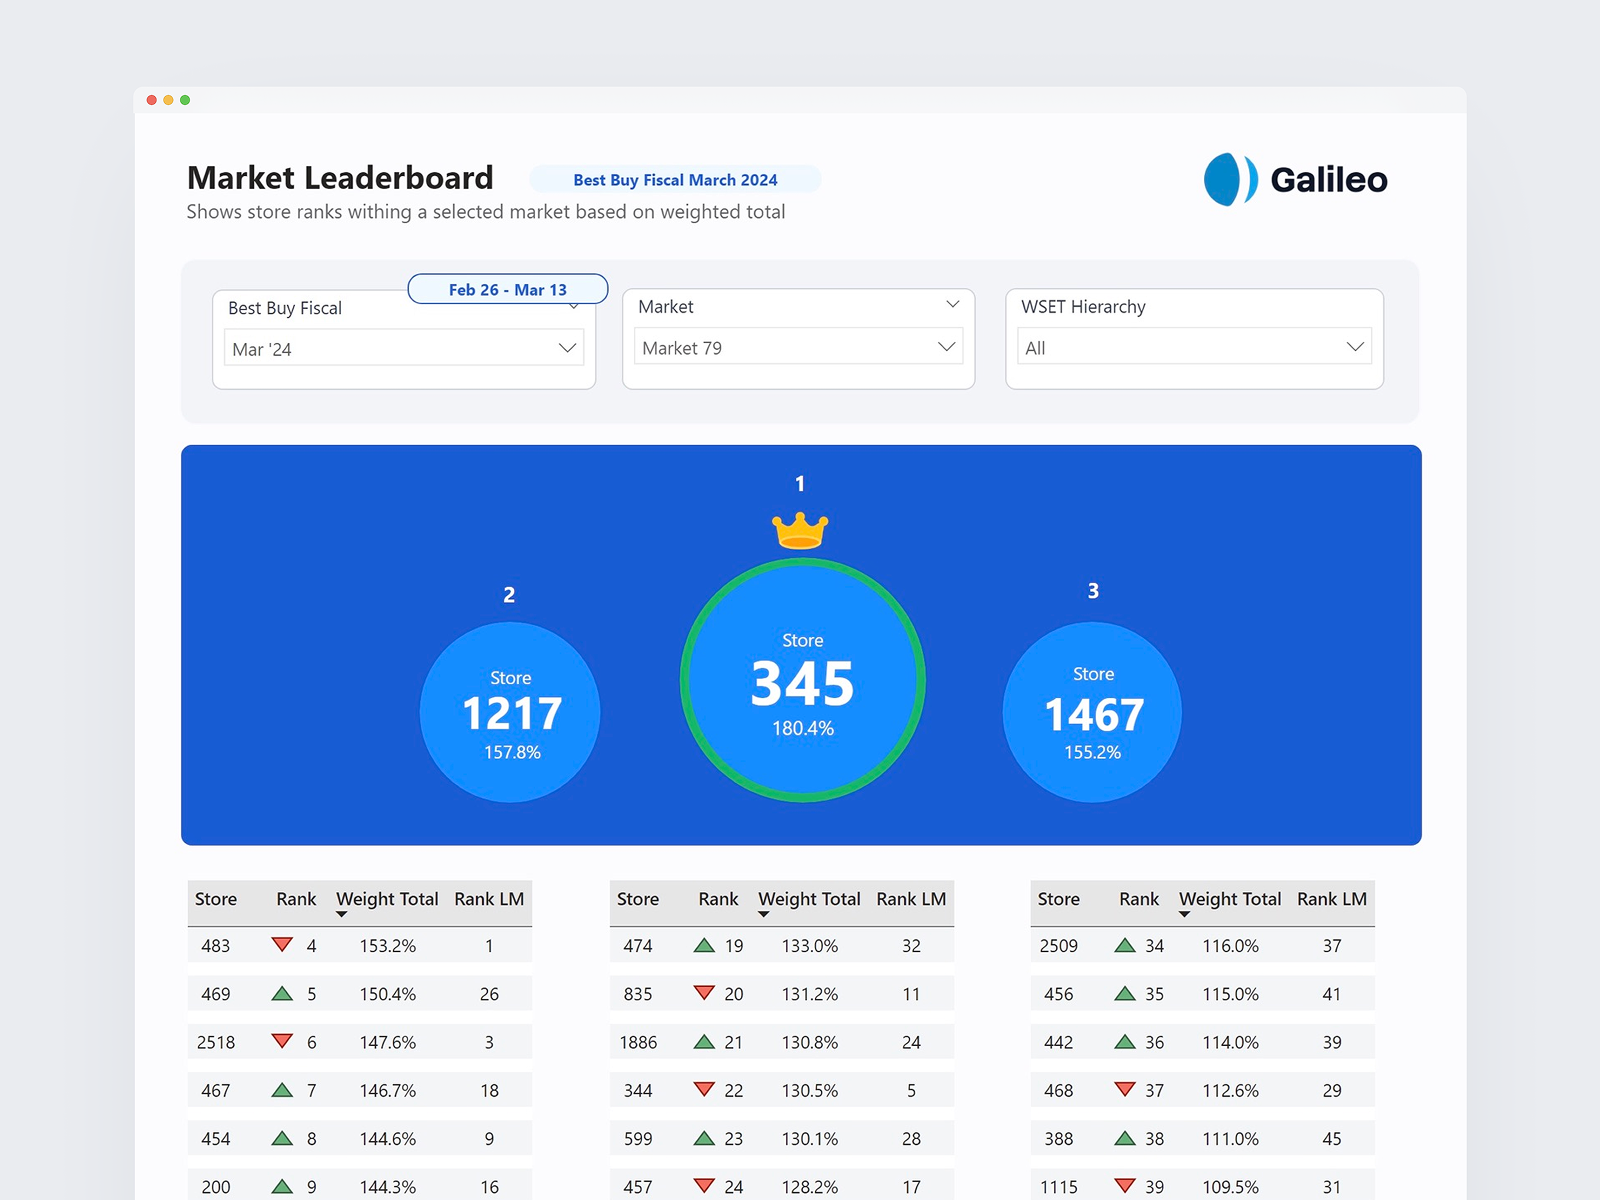 Market Leaderboard
Best Buy Fiscal March 2024
Galileo
Shows store ranks withing a selected market based on weighted total
Feb 26 - Mar 13
Best Buy Fiscal
Mar '24
Market
Market 79
WSET Hierarchy
All
1
2
3
Store
1217
157.8%
Store
345
180.4%
Store
1467
155.2%
Store Rank Weight Total Rank LM
483 4 153.2% 1
469 5 150.4% 26
2518 6 147.6% 3
467 7 146.7% 18
454 8 144.6% 9
200 9 144.3% 16
Store Rank Weight Total Rank LM
474 19 133.0% 32
835 20 131.2% 11
1886 21 130.8% 24
344 22 130.5% 5
599 23 130.1% 28
457 24 128.2% 17
Store Rank Weight Total Rank LM
2509 34 116.0% 37
456 35 115.0% 41
442 36 114.0% 39
468 37 112.6% 29
388 38 111.0% 45
1115 39 109.5% 31